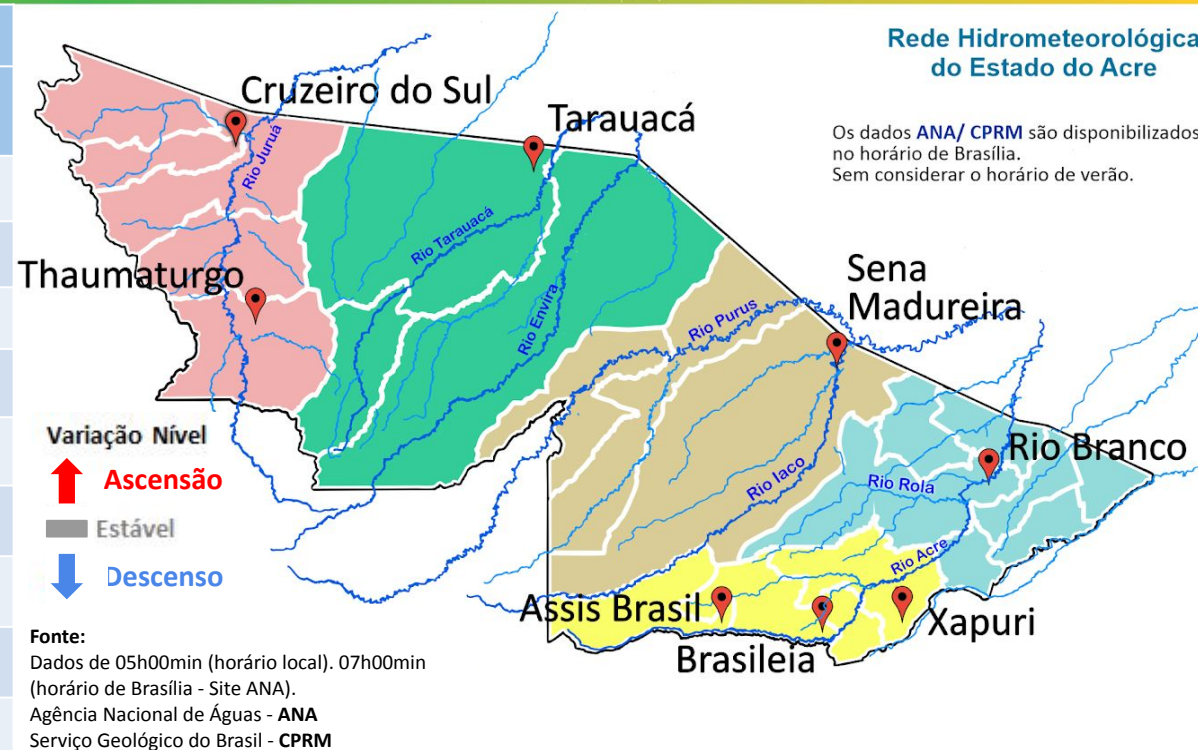 Rede Hidrometeorológica
do Estado do Acre
Os dados ANA/ CPRM são disponibilizados
no horário de Brasília.
Sem considerar o horário de verão.
Cruzeiro do Sul
Tarauacá
Rio Juruá
Rio Tarauacá
Thaumaturgo
Rio Envira
Sena
Madureira
Rio Purus
Variação Nível
Ascensão
Estável
Descenso
Rio Branco
Rio Rola
Rio Iaco
Rio Acre
Assis Brasil
Xapuri
Brasileia
Fonte:
Dados de 05h00min (horário local). 07h00min
(horário de Brasília - Site ANA).
Agência Nacional de Águas - ANA
Serviço Geológico do Brasil - CPRM